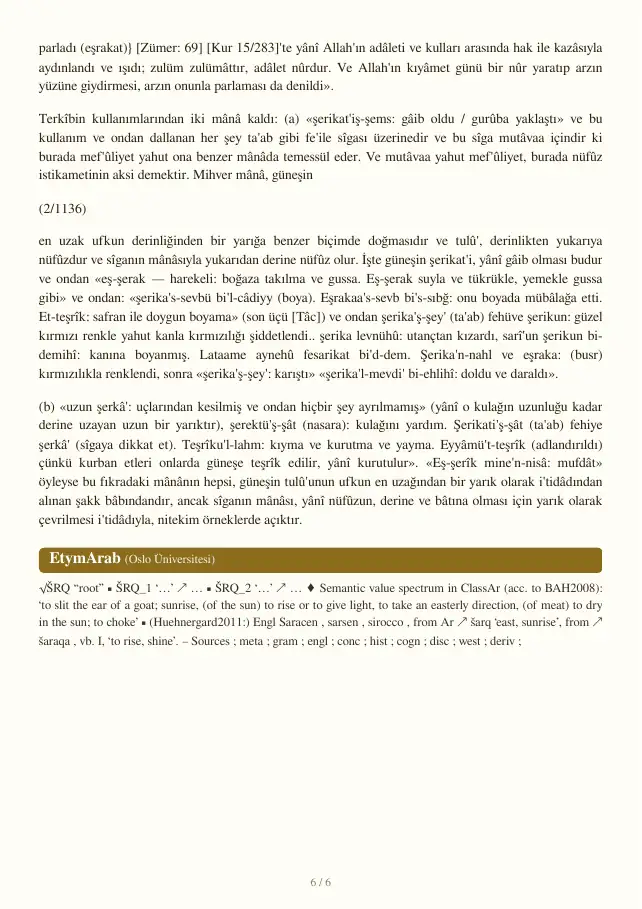 parladı (eşrakat)} [Zümer: 69] [Kur 15/283]'te yânî Allah'ın adâleti ve kulları arasında hak ile kazâsıyla
aydınlandı ve ışıdı; zulüm zulümâttır, adâlet nûrdur. Ve Allah'ın kıyâmet günü bir nûr yaratıp arzın
yüzüne giydirmesi, arzın onunla parlaması da denildi».
Terkîbin kullanımlarından iki mânâ kaldı: (a) «şerikat'iş-şems: gâib oldu / gurûba yaklaştı» ve bu
kullanım ve ondan dallanan her şey ta'ab gibi fe'ile sîgası üzerinedir ve bu sîga mutâvaa içindir ki
burada mef'ûliyet yahut ona benzer mânâda temessül eder. Ve mutâvaa yahut mef'ûliyet, burada nüfûz
istikametinin aksi demektir. Mihver mânâ, güneşin
(2/1136)
en uzak ufkun derinliğinden bir yarığa benzer biçimde doğmasıdır ve tulû', derinlikten yukarıya
nüfûzdur ve sîganın mânâsıyla yukarıdan derine nüfûz olur. İşte güneşin şerikat'i, yânî gâib olması budur
ve ondan «eş-şerak — harekeli: boğaza takılma ve gussa. Eş-şerak suyla ve tükrükle, yemekle gussa
gibi» ve ondan: «şerika's-sevbü bi'l-câdiyy (boya). Eşrakaa's-sevb bi's-sıbğ: onu boyada mübâlağa etti.
Et-teşrîk: safran ile doygun boyama» (son üçü [Tâc]) ve ondan şerika'ş-şey' (ta'ab) fehüve şerikun: güzel
kırmızı renkle yahut kanla kırmızılığı şiddetlendi.. şerika levnühû: utançtan kızardı, sarî'un şerikun bi-
demihî: kanına boyanmış. Lataame aynehû fesarikat bi'd-dem. Şerika'n-nahl ve eşraka: (busr)
kırmızılıkla renklendi, sonra «şerika'ş-şey': karıştı» «şerika'l-mevdi' bi-ehlihî: doldu ve daraldı».
(b) «uzun şerkâ': uçlarından kesilmiş ve ondan hiçbir şey ayrılmamış» (yânî o kulağın uzunluğu kadar
derine uzayan uzun bir yarıktır), şerektü'ş-şât (nasara): kulağını yardım. Şerikati'ş-şât (ta'ab) fehiye
şerkâ' (sîgaya dikkat et). Teşrîku'l-lahm: kıyma ve kurutma ve yayma. Eyyâmü't-teşrîk (adlandırıldı)
çünkü kurban etleri onlarda güneşe teşrîk edilir, yânî kurutulur». «Eş-şerîk mine'n-nisâ: mufdât»
öyleyse bu fıkradaki mânânın hepsi, güneşin tulû'unun ufkun en uzağından bir yarık olarak i'tidâdından
alınan şakk bâbındandır, ancak sîganın mânâsı, yânî nüfûzun, derine ve bâtına olması için yarık olarak
çevrilmesi i'tidâdıyla, nitekim örneklerde açıktır.
EtymArab (Oslo Üniversitesi)
√ŠRQ “root” ▪ ŠRQ_1 ‘…’ ↗ … ▪ ŠRQ_2 ‘…’ ↗ … ♦ Semantic value spectrum in ClassAr (acc. to BAH2008):
‘to slit the ear of a goat; sunrise, (of the sun) to rise or to give light, to take an easterly direction, (of meat) to dry
in the sun; to choke’ ▪ (Huehnergard2011:) Engl Saracen , sarsen , sirocco , from Ar ↗ šarq ‘east, sunrise’, from ↗
šaraqa , vb. I, ‘to rise, shine’. – Sources ; meta ; gram ; engl ; conc ; hist ; cogn ; disc ; west ; deriv ;
6 / 6